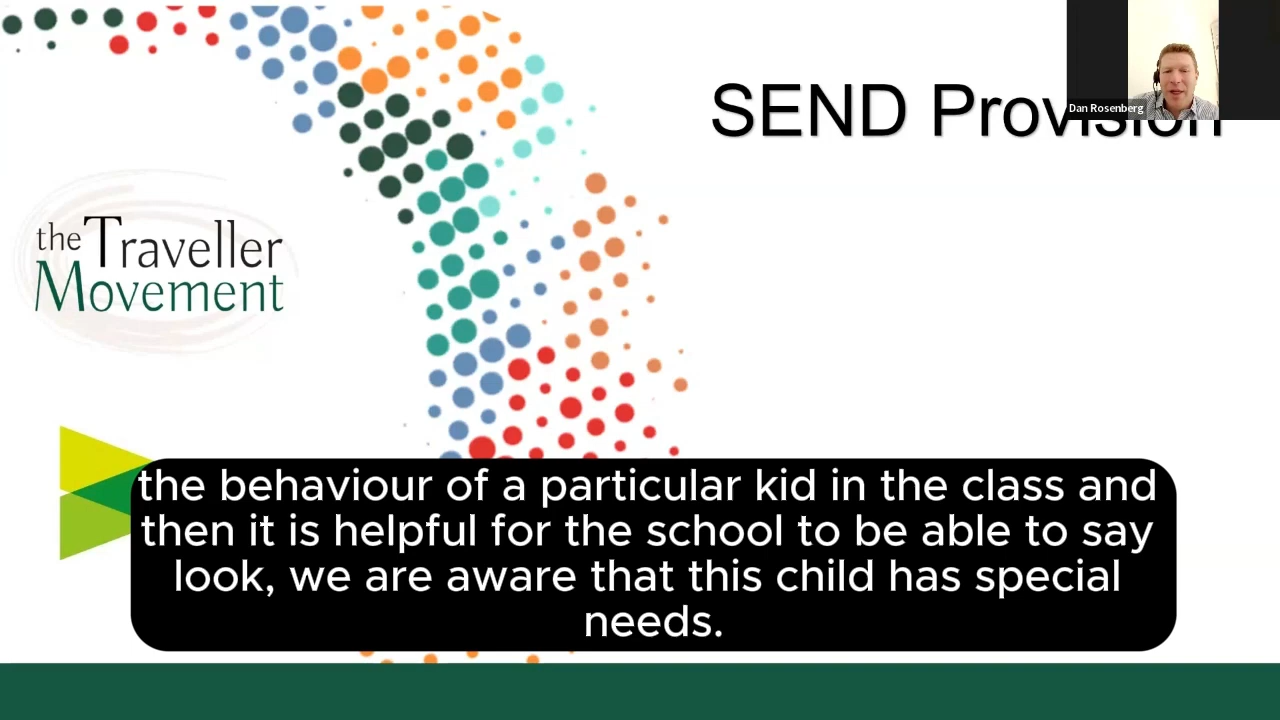 SEND Provision
Dan Rosenberg
the Traveller
Movement
the behaviour of a particular kid in the class and
then it is helpful for the school to be able to say
look, we are aware that this child has special
needs.